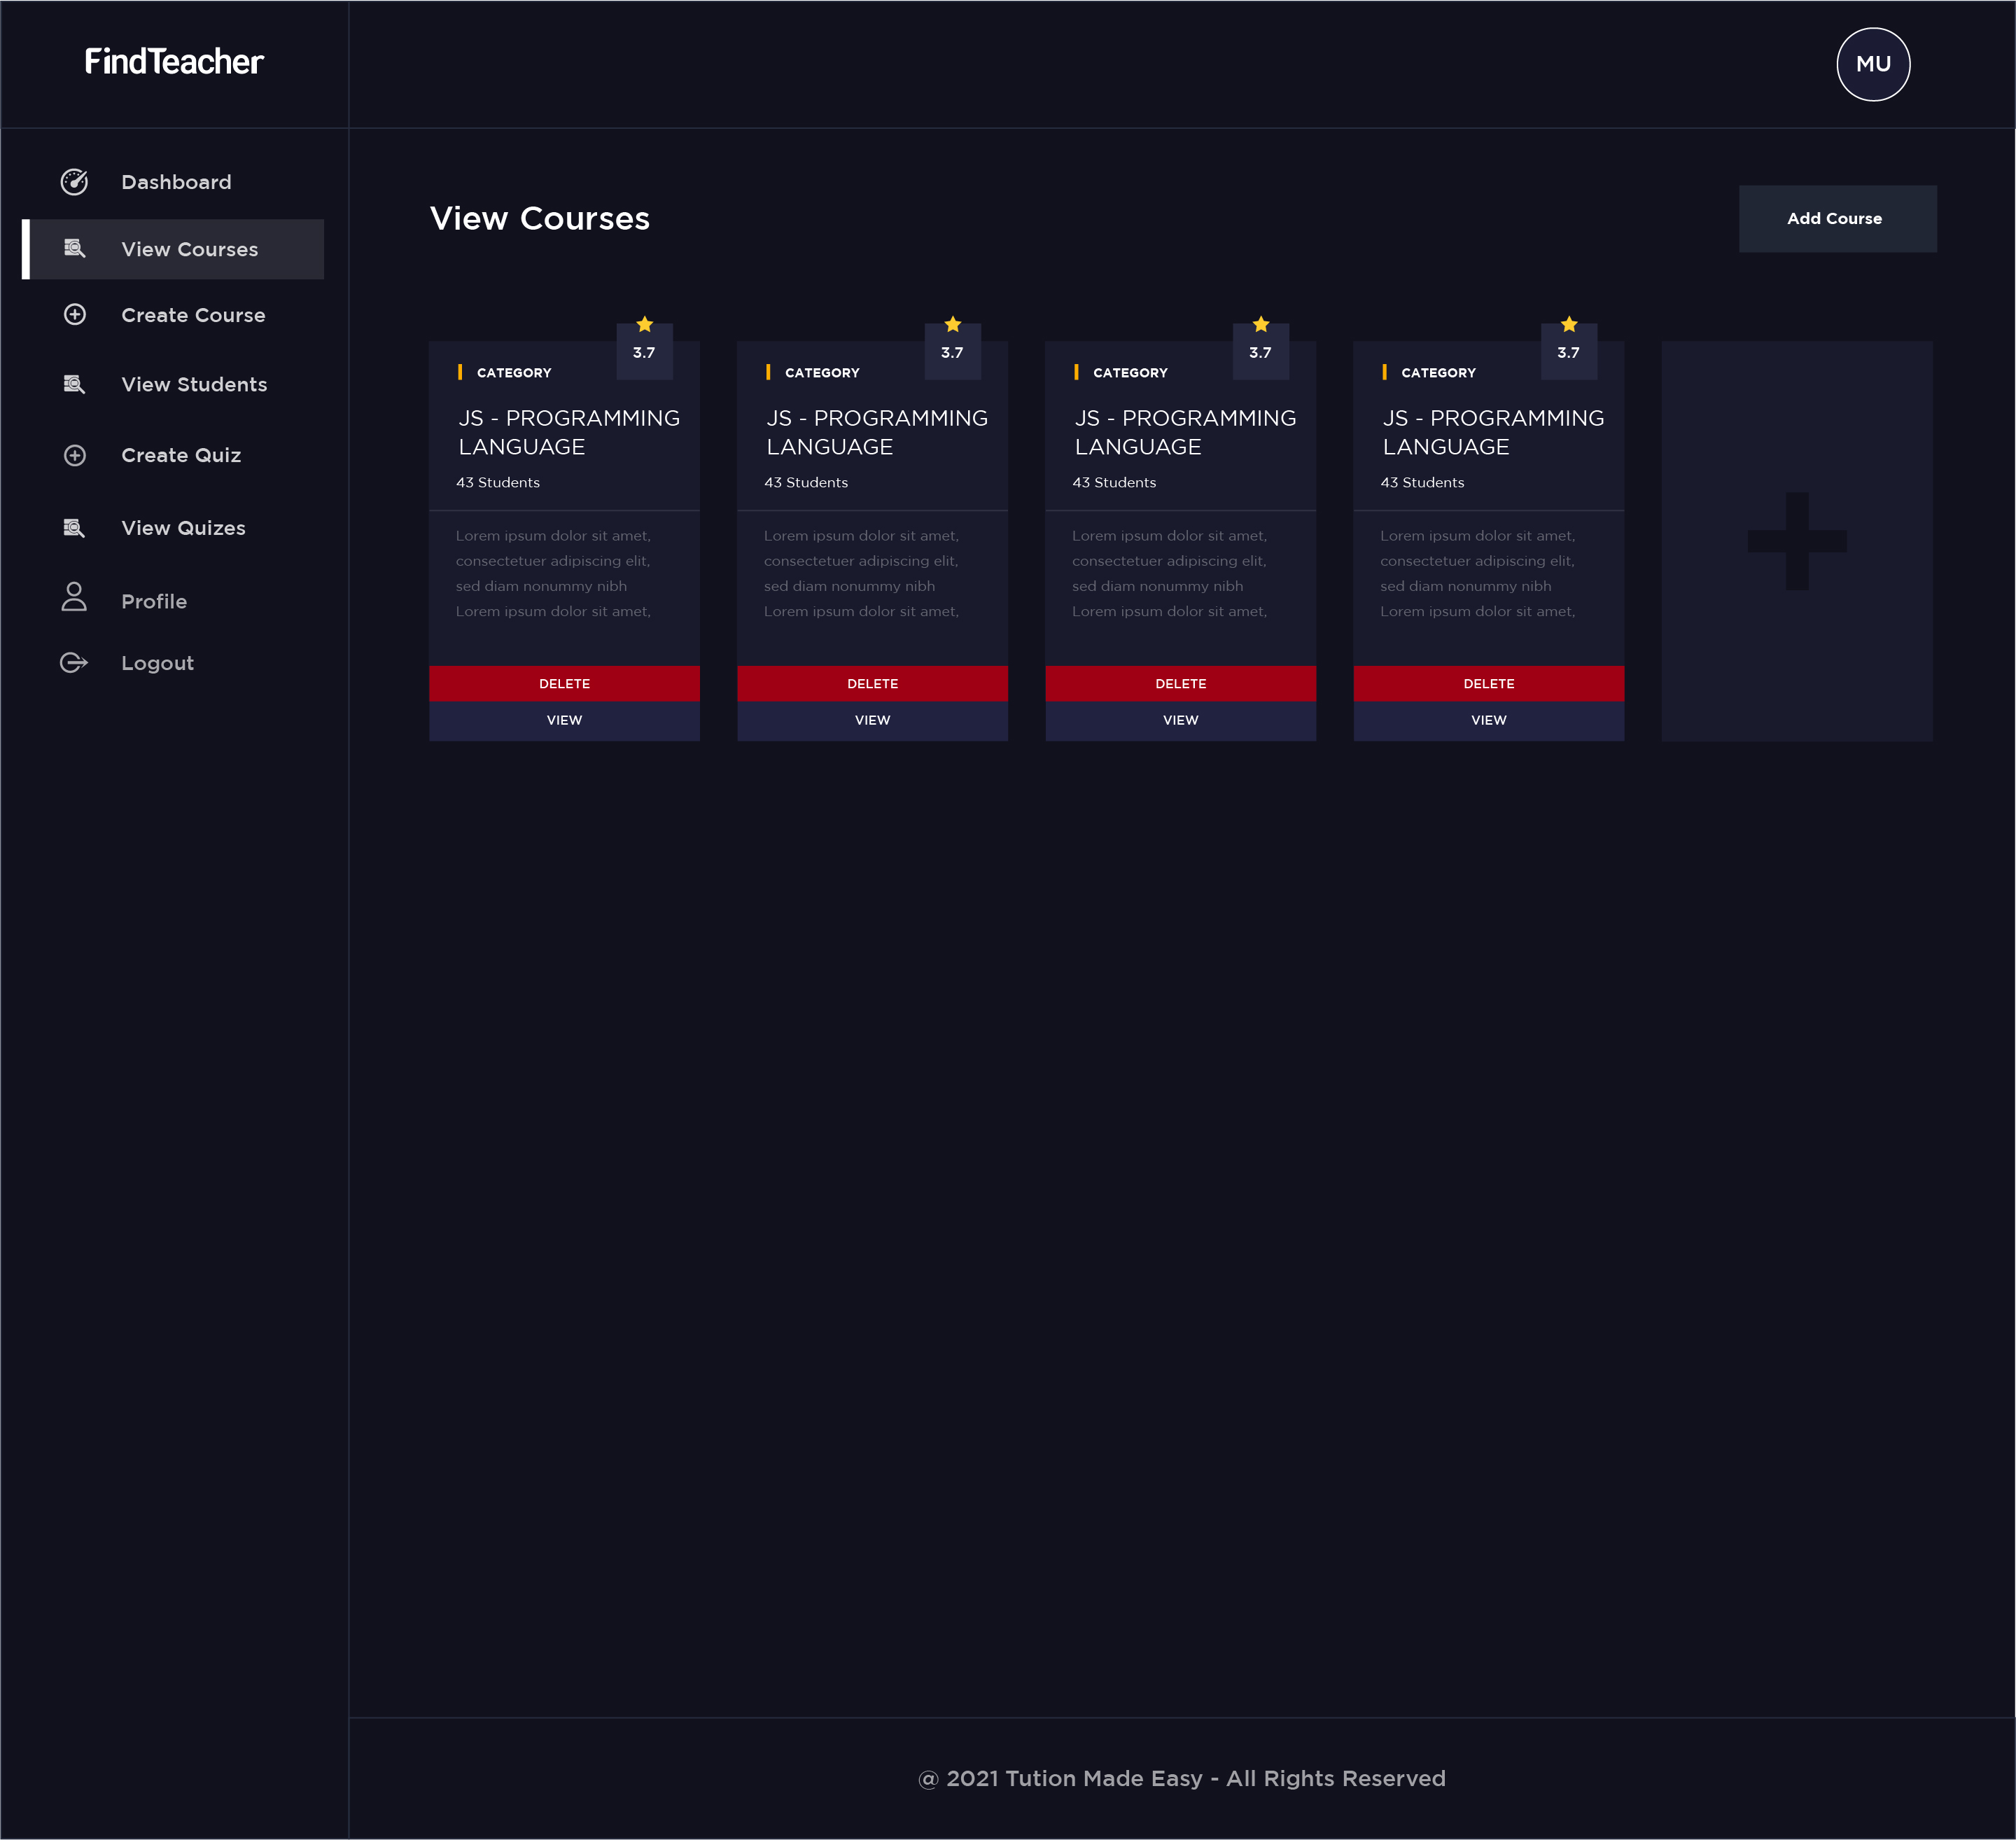 FindTeacher
MU
Dashboard
View Courses
Create Course
View Students
Create Quiz
View Quizes
Profile
Logout
View Courses
Add Course
3.7
CATEGORY
JS - PROGRAMMING
LANGUAGE
43 Students
Lorem ipsum dolor sit amet,
consectetuer adipiscing elit,
sed diam nonummy nibh
Lorem ipsum dolor sit amet,
DELETE
VIEW
3.7
CATEGORY
JS - PROGRAMMING
LANGUAGE
43 Students
Lorem ipsum dolor sit amet,
consectetuer adipiscing elit,
sed diam nonummy nibh
Lorem ipsum dolor sit amet,
DELETE
VIEW
3.7
CATEGORY
JS - PROGRAMMING
LANGUAGE
43 Students
Lorem ipsum dolor sit amet,
consectetuer adipiscing elit,
sed diam nonummy nibh
Lorem ipsum dolor sit amet,
DELETE
VIEW
3.7
CATEGORY
JS - PROGRAMMING
LANGUAGE
43 Students
Lorem ipsum dolor sit amet,
consectetuer adipiscing elit,
sed diam nonummy nibh
Lorem ipsum dolor sit amet,
DELETE
VIEW
@ 2021 Tution Made Easy - All Rights Reserved